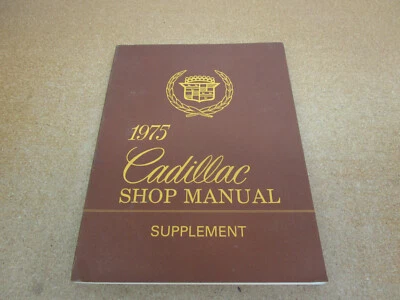 1975
Cadillac
SHOP MANUAL
SUPPLEMENT